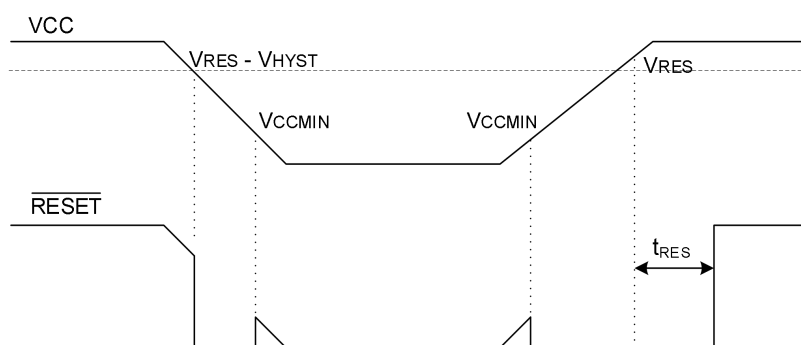 VCC
VRES - VHYST
VRES
VCCMIN
VCCMIN
RESET
tRES